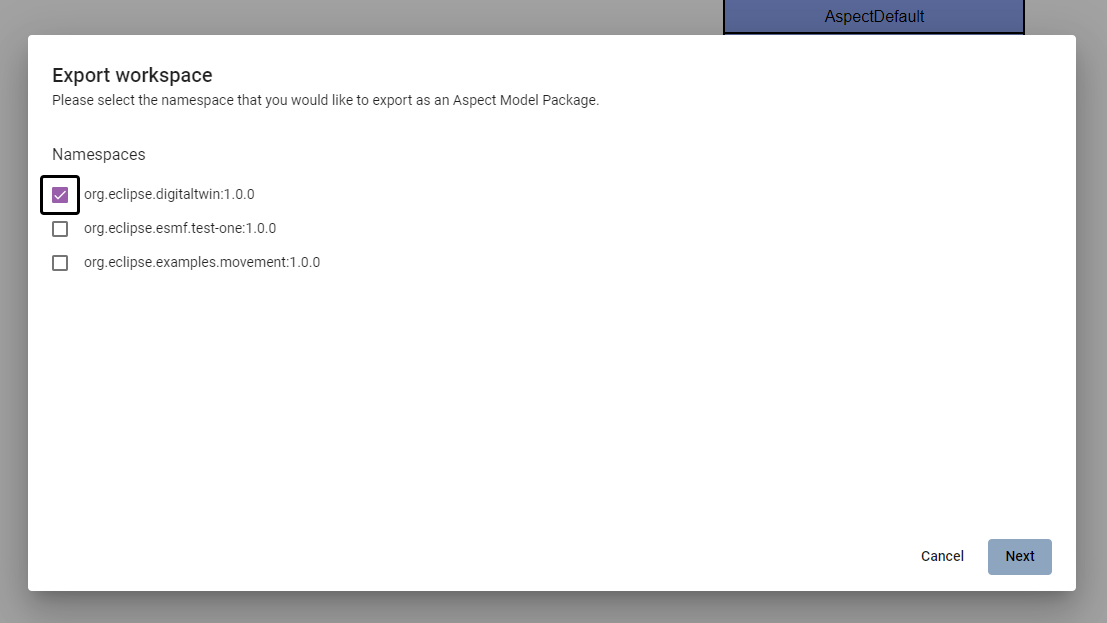 AspectDefault
Export workspace
Please select the namespace that you would like to export as an Aspect Model Package.
Namespaces
org.eclipse.digitaltwin:1.0.0
org.eclipse.esmf.test-one:1.0.0
org.eclipse.examples.movement:1.0.0
Cancel Next